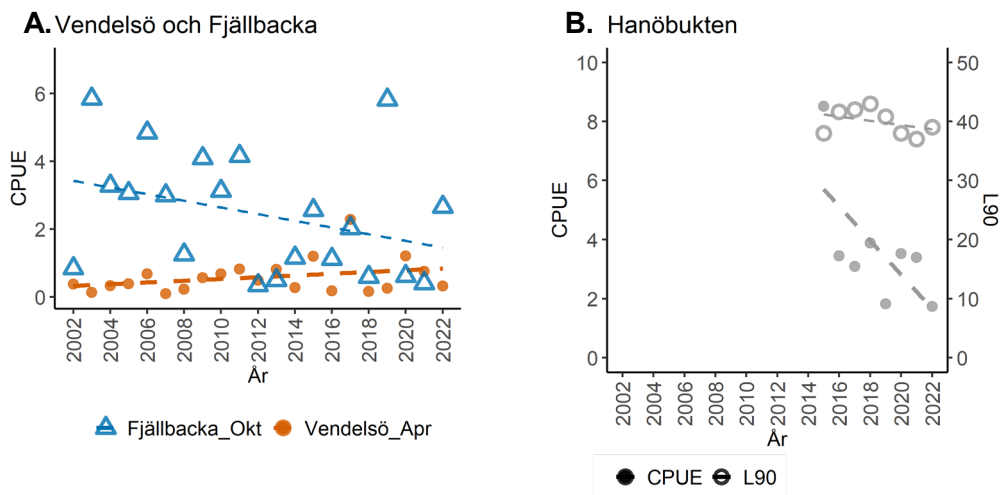 A. Vendelsö och Fjällbacka
CPUE
6
4
2
0
2002 2004 2006 2008 2010 2012 2014 2016 2018 2020 2022
År
Fjällbacka_Okt Vendelsö_Apr
B. Hanöbukten
CPUE
10
8
6
4
2
0
50
40
30
20
10
0
L90
2002 2004 2006 2008 2010 2012 2014 2016 2018 2020 2022
År
CPUE L90